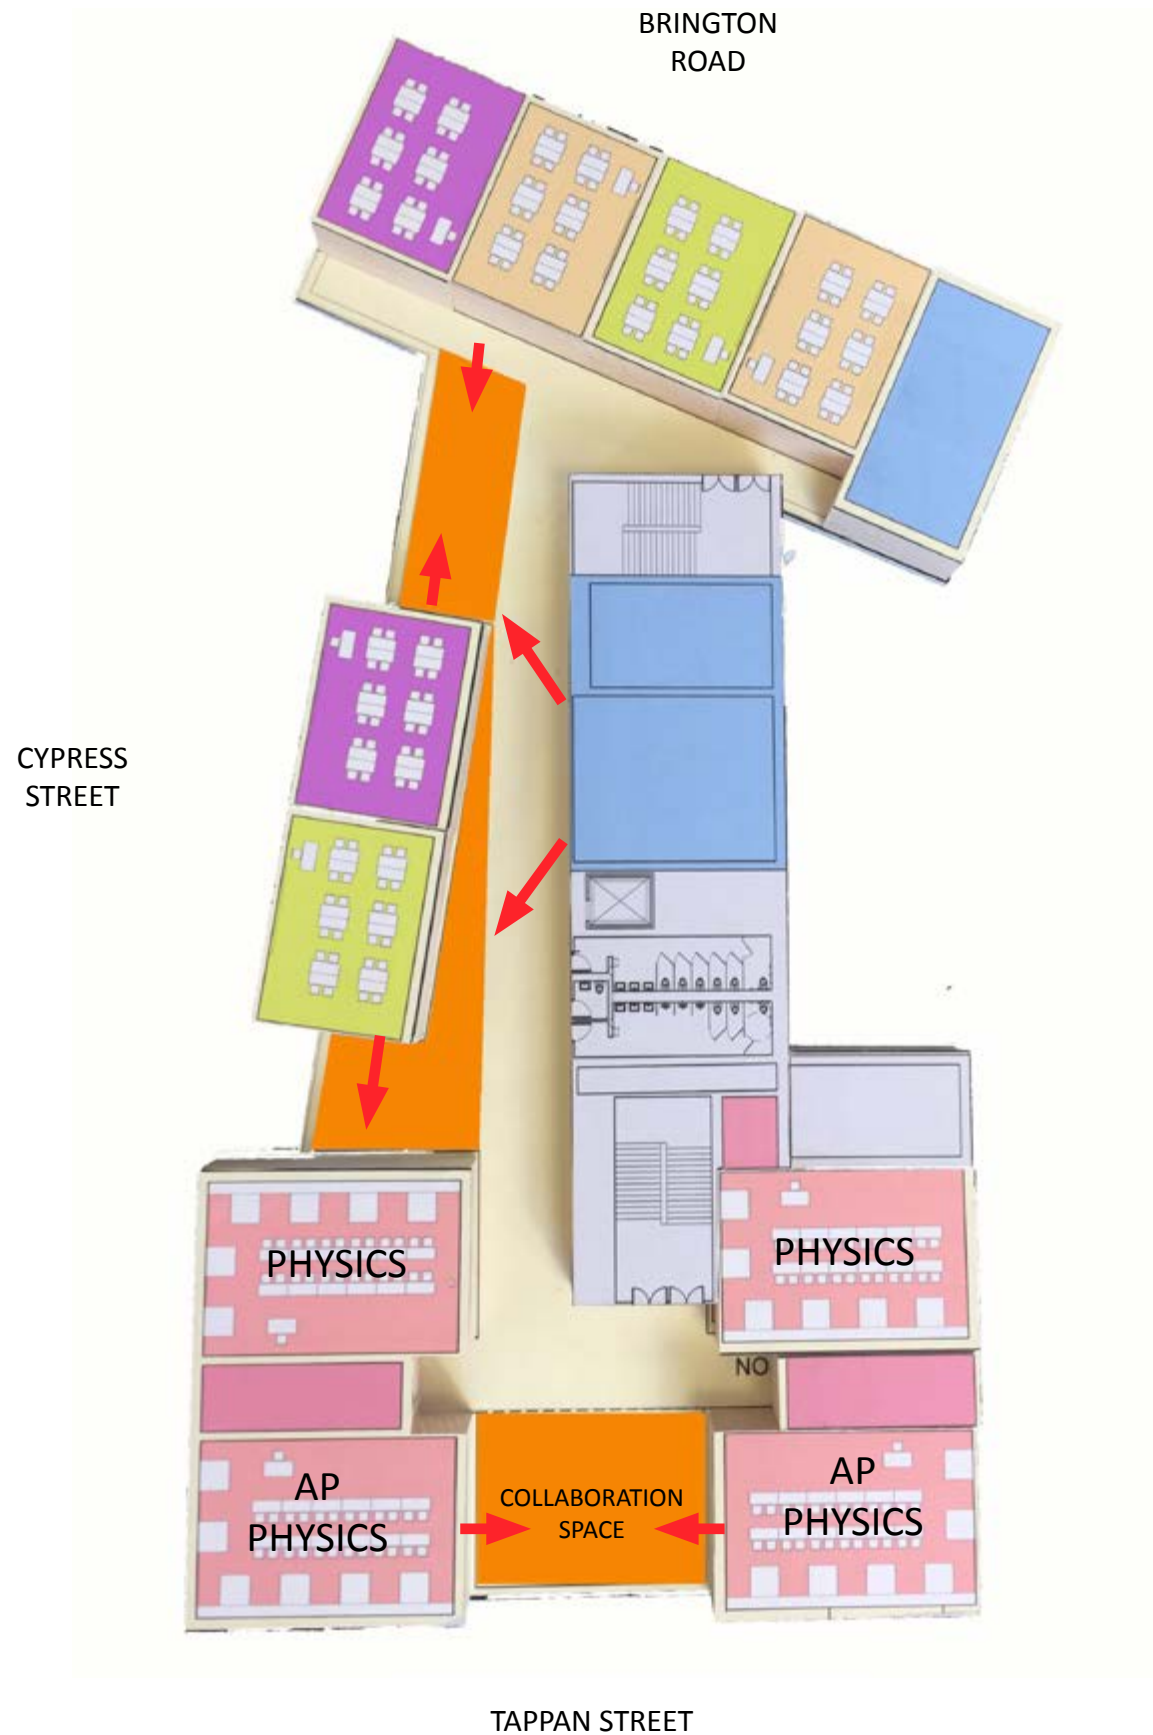 BRINGTON
ROAD
CYPRESS
STREET
PHYSICS
PHYSICS
NO
AP
PHYSICS
COLLABORATION
SPACE
AP
PHYSICS
TAPPAN STREET